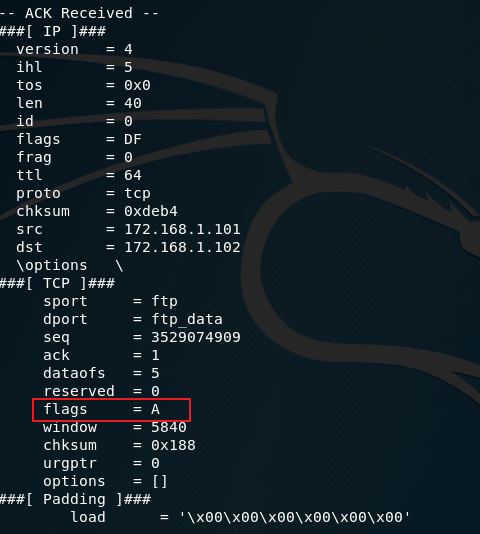 -- ACK Received --
###[ IP ]###
  version   = 4
  ihl       = 5
  tos       = 0x0
  len       = 40
  id        = 0
  flags     = DF
  frag      = 0
  ttl       = 64
  proto     = tcp
  chksum    = 0xdeb4
  src       = 172.168.1.101
  dst       = 172.168.1.102
  \options   \
###[ TCP ]###
     sport     = ftp
     dport     = ftp_data
     seq       = 3529074909
     ack       = 1
     dataofs   = 5
     reserved  = 0
     flags     = A
     window    = 5840
     chksum    = 0x188
     urgptr    = 0
     options   = []
###[ Padding ]###
        load      = '\x00\x00\x00\x00\x00\x00'